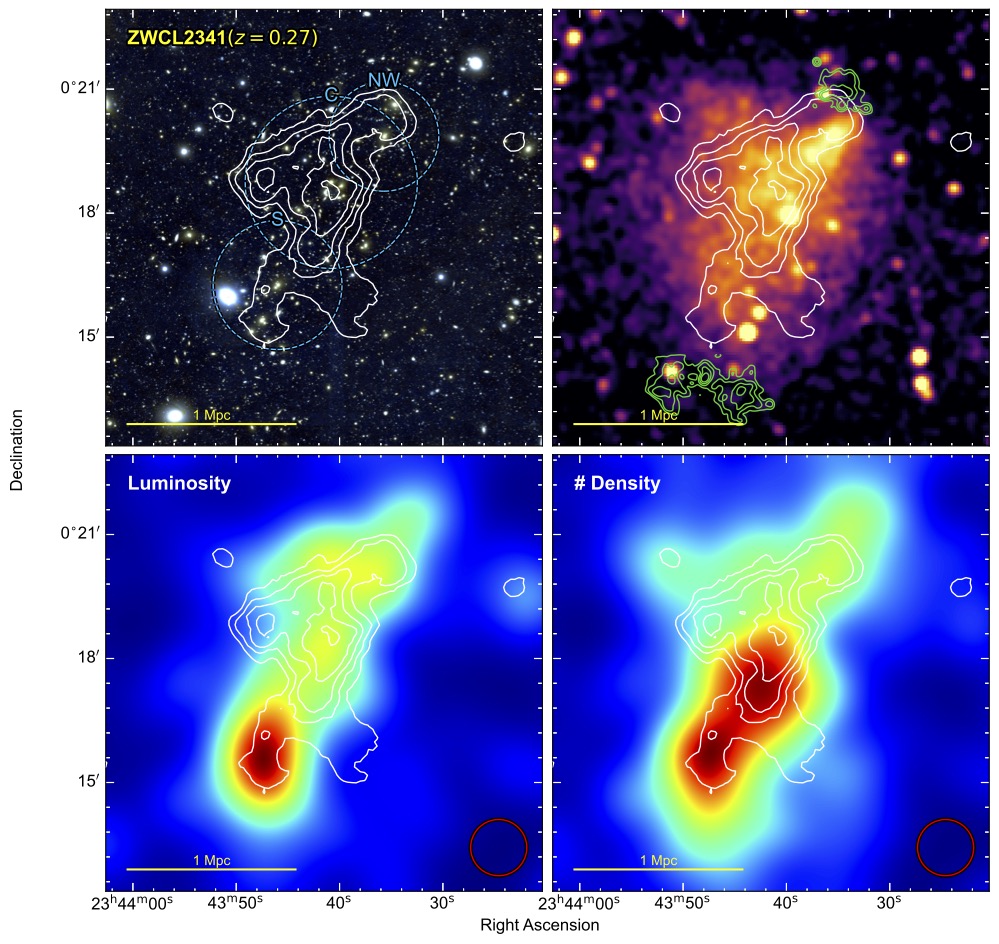 ZWCL2341(z = 0.27)
NW
C
S
0°21′
18′
15′
1 Mpc
1 Mpc
Declination
Luminosity
# Density
0°21′
18′
15′
1 Mpc
1 Mpc
23ʰ44ᵐ00ˢ
43ᵐ50ˢ
40ˢ
30ˢ
23ʰ44ᵐ00ˢ
43ᵐ50ˢ
40ˢ
30ˢ
Right Ascension